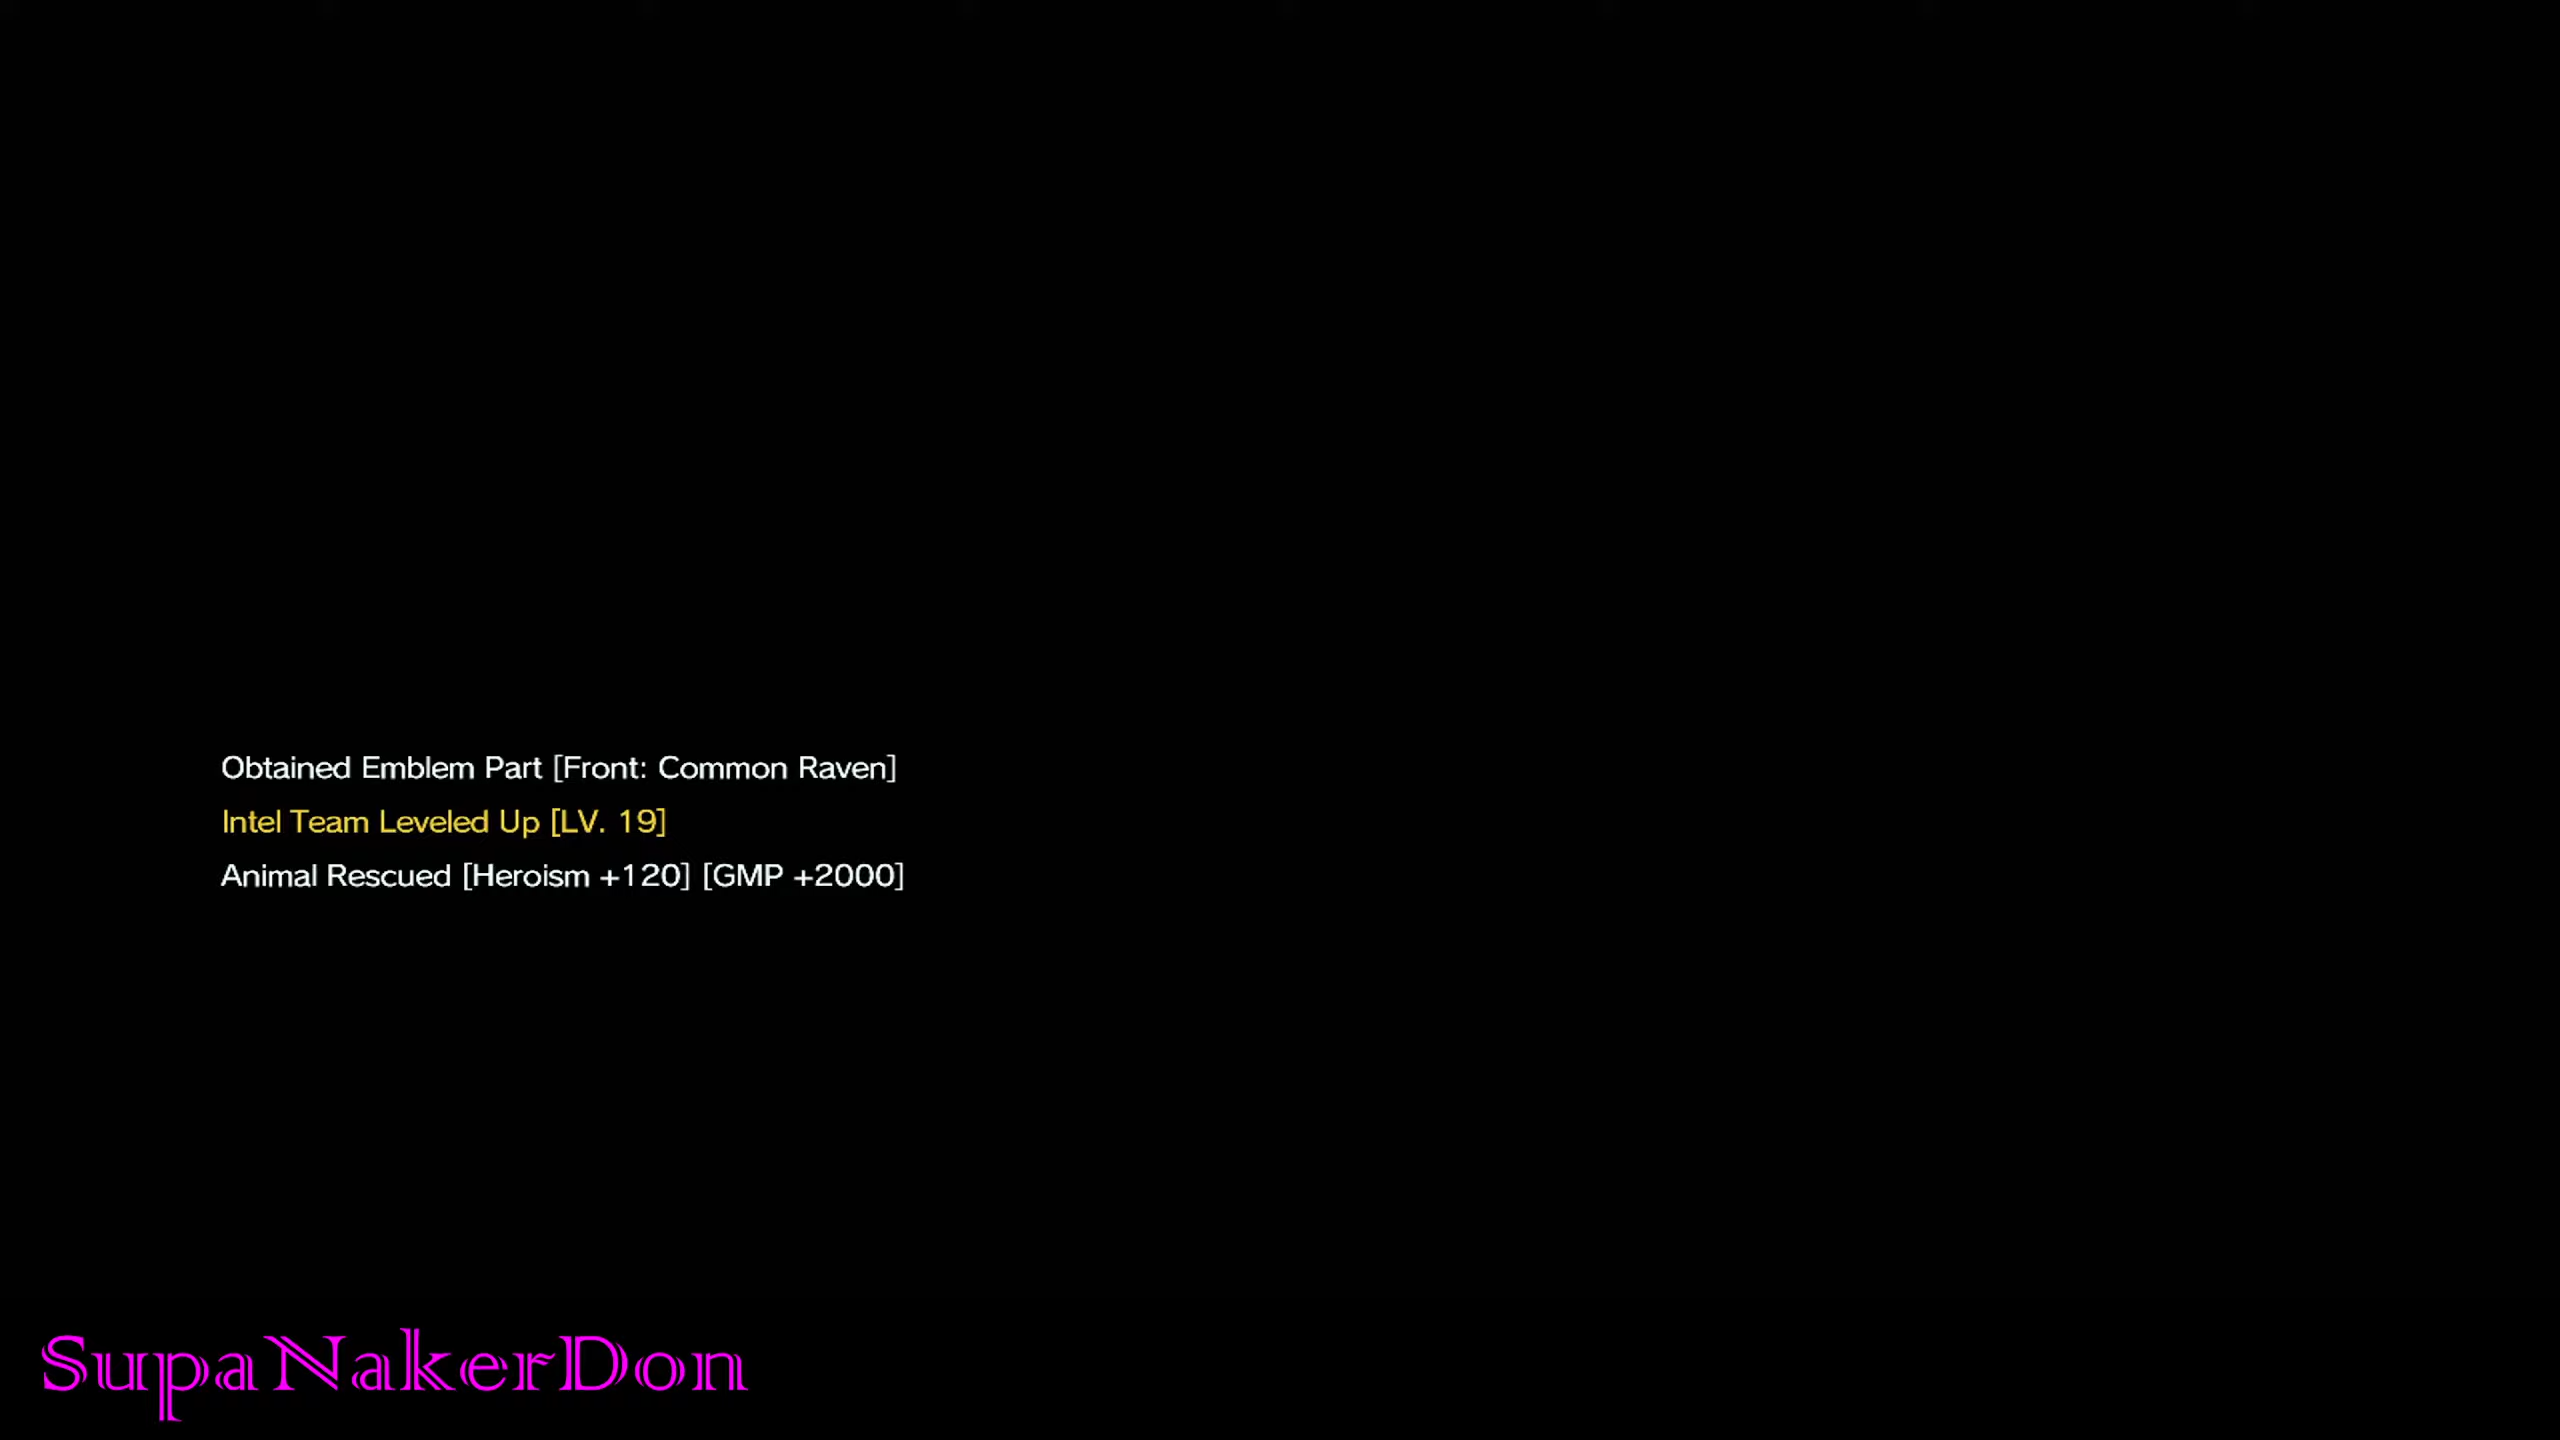 Obtained Emblem Part [Front: Common Raven]
Intel Team Leveled Up [LV. 19]
Animal Rescued [Heroism +120] [GMP +2000]
SupaNakerDon